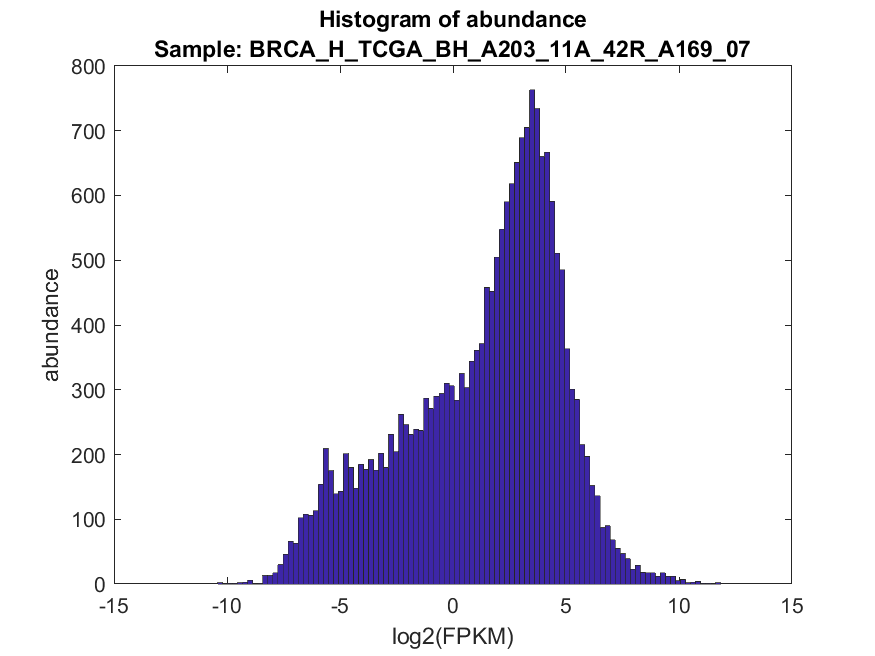 Histogram of abundance
Sample: BRCA_H_TCGA_BH_A203_11A_42R_A169_07
800
700
600
500
400
300
200
100
0
abundance
-15 -10 -5 0 5 10 15
log2(FPKM)